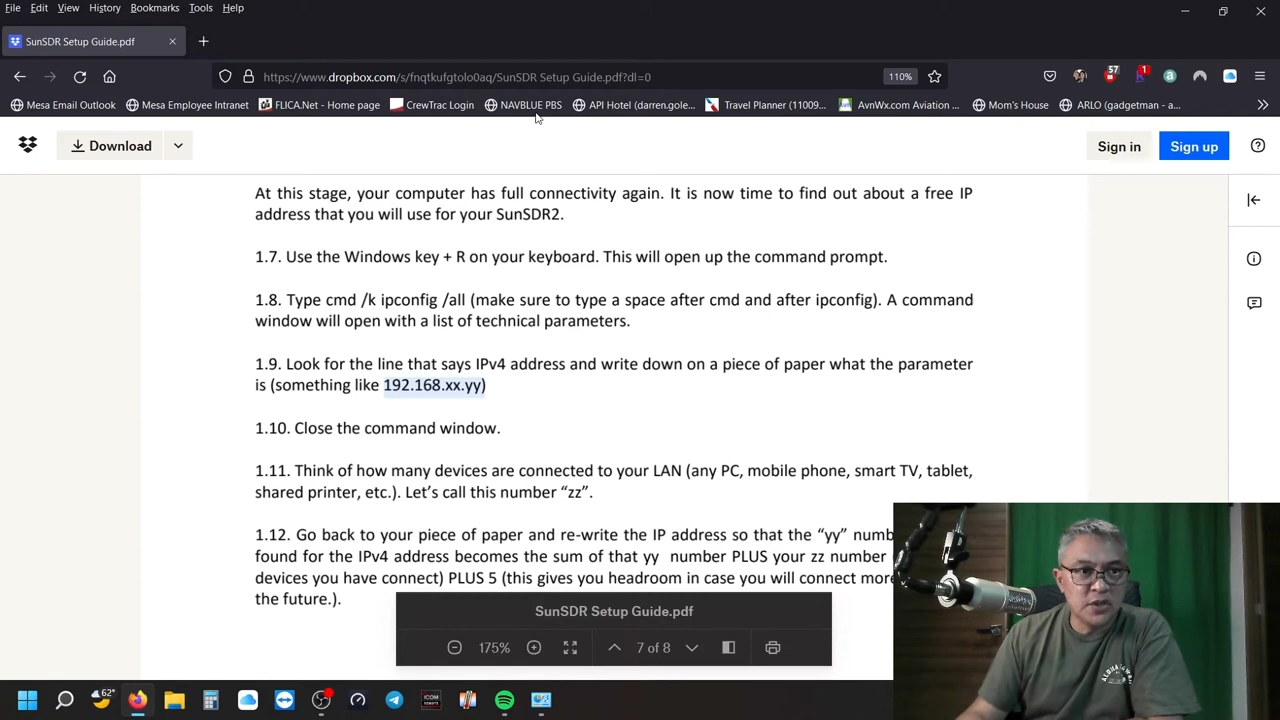 File Edit View History Bookmarks Tools Help
SunSDR Setup Guide.pdf
https://www.dropbox.com/s/fnqtkufgtolo0aq/SunSDR Setup Guide.pdf?dl=0
110%
57
1
Mesa Email Outlook Mesa Employee Intranet FLICA.Net - Home page CrewTrac Login NAVBLUE PBS API Hotel (darren.gole... Travel Planner (11009... AvnWx.com Aviation ... Mom's House ARLO (gadgetman - a...
Download
Sign in
Sign up
At this stage, your computer has full connectivity again. It is now time to find out about a free IP
address that you will use for your SunSDR2.
1.7. Use the Windows key + R on your keyboard. This will open up the command prompt.
1.8. Type cmd /k ipconfig /all (make sure to type a space after cmd and after ipconfig). A command
window will open with a list of technical parameters.
1.9. Look for the line that says IPv4 address and write down on a piece of paper what the parameter
is (something like 192.168.xx.yy)
1.10. Close the command window.
1.11. Think of how many devices are connected to your LAN (any PC, mobile phone, smart TV, tablet,
shared printer, etc.). Let's call this number “zz”.
1.12. Go back to your piece of paper and re-write the IP address so that the “yy” numb
found for the IPv4 address becomes the sum of that yy number PLUS your zz number
devices you have connect) PLUS 5 (this gives you headroom in case you will connect more
the future.).
SunSDR Setup Guide.pdf
175%
7 of 8
62°